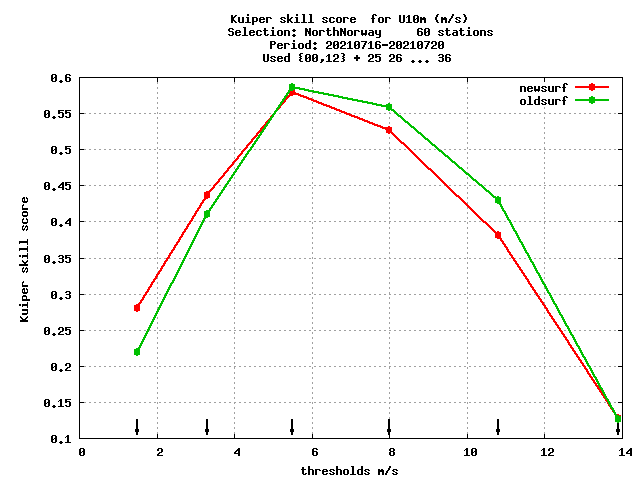 Kuiper skill score  for U10m (m/s)
Selection: NorthNorway     60 stations
Period: 20210716-20210720
Used {00,12} + 25 26 ... 36
newsurf
oldsurf
0.6
0.55
0.5
0.45
0.4
0.35
0.3
0.25
0.2
0.15
0.1
Kuiper skill score
0 2 4 6 8 10 12 14
thresholds m/s